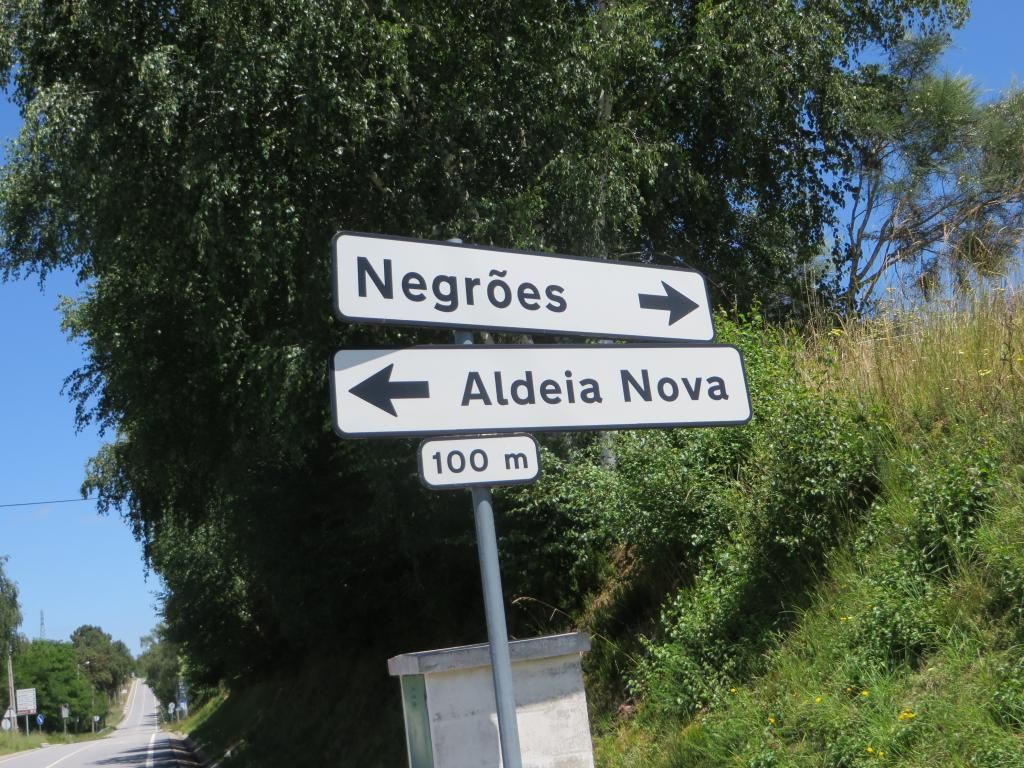 Negrões
Aldeia Nova
100 m